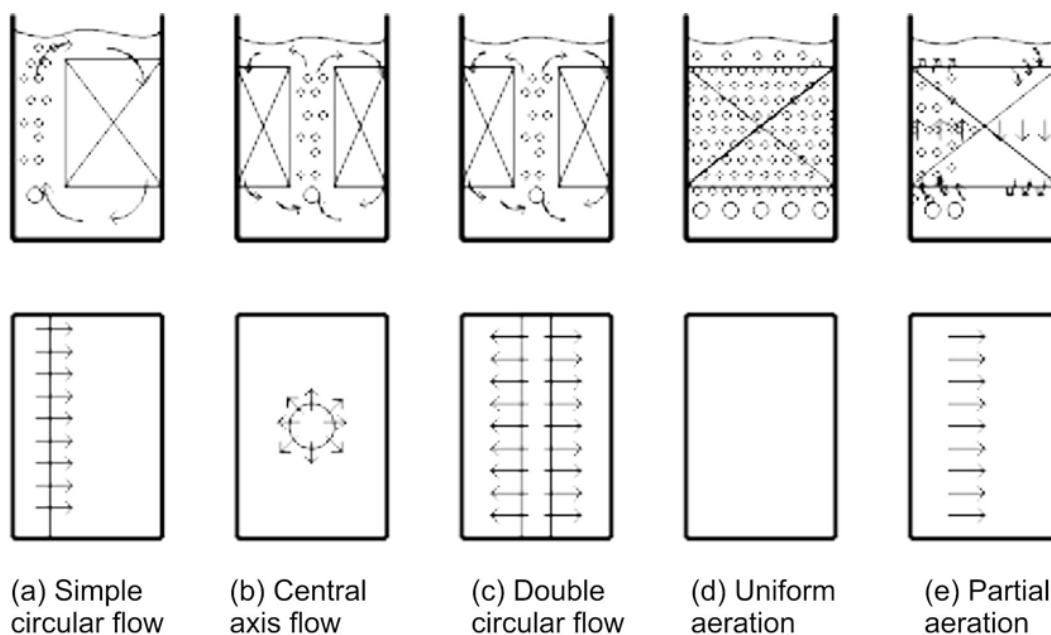 (a) Simple
circular flow
(b) Central
axis flow
(c) Double
circular flow
(d) Uniform
aeration
(e) Partial
aeration